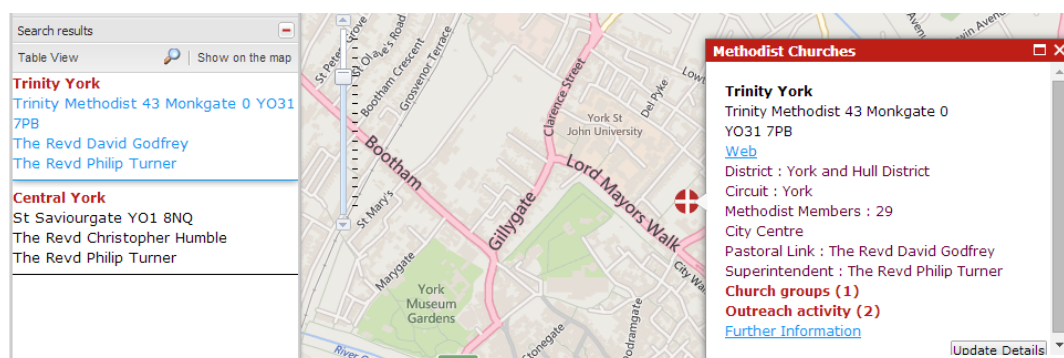 Search results
Table View
Show on the map
Trinity York
Trinity Methodist 43 Monkgate 0 YO31
7PB
The Revd David Godfrey
The Revd Philip Turner
Central York
St Saviourgate YO1 8NQ
The Revd Christopher Humble
The Revd Philip Turner
Bootham Crescent
Grosvenor Terrace
Bootham
St Mary's
Marygate
York
Museum
Gardens
Gillygate
Clarence Street
York St
John University
Del Pyke
Lord Mayors Walk
Methodist Churches
Trinity York
Trinity Methodist 43 Monkgate 0
YO31 7PB
Web
District : York and Hull District
Circuit : York
Methodist Members : 29
City Centre
Pastoral Link : The Revd David Godfrey
Superintendent : The Revd Philip Turner
Church groups (1)
Outreach activity (2)
Further Information
Update Details